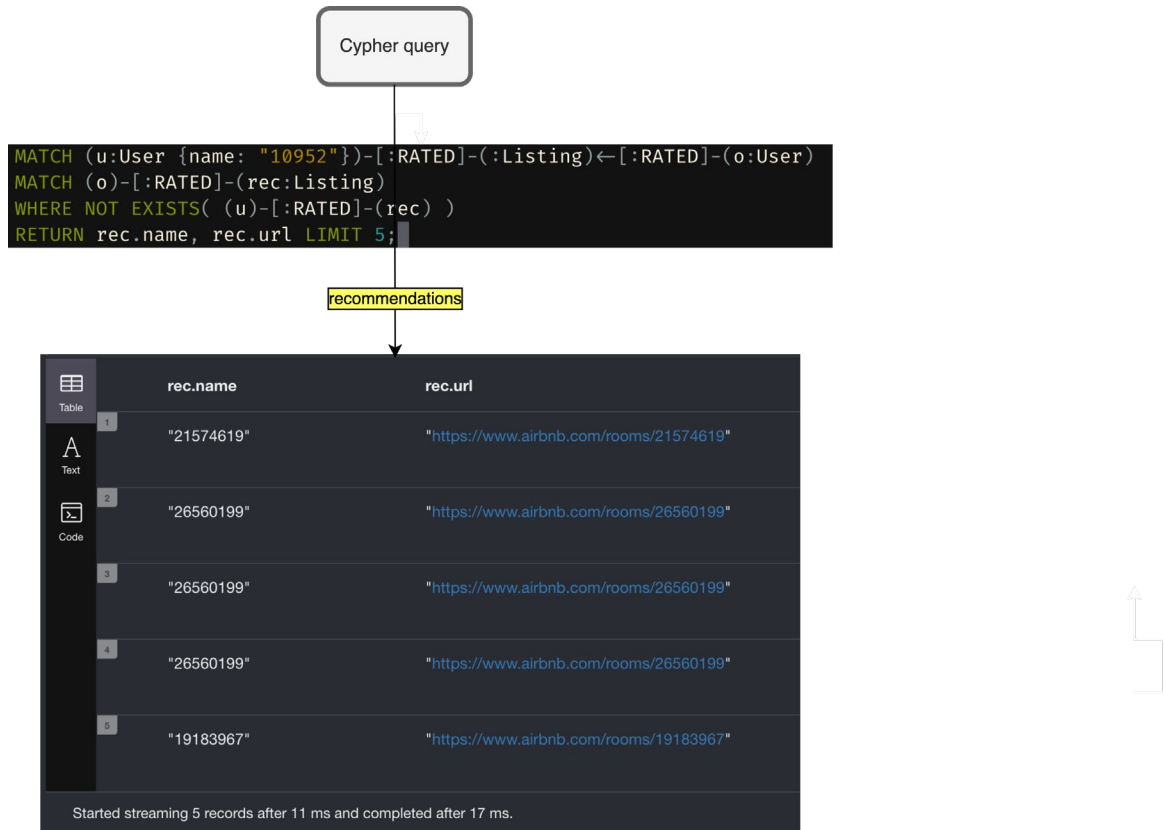 Cypher query
MATCH (u:User {name: "10952"})-[:RATED]-(:Listing)<-[:RATED]-(o:User)
MATCH (o)-[:RATED]-(rec:Listing)
WHERE NOT EXISTS( (u)-[:RATED]-(rec) )
RETURN rec.name, rec.url LIMIT 5;
recommendations
Table
Text
Code
rec.name rec.url
1 "21574619" "https://www.airbnb.com/rooms/21574619"
2 "26560199" "https://www.airbnb.com/rooms/26560199"
3 "26560199" "https://www.airbnb.com/rooms/26560199"
4 "26560199" "https://www.airbnb.com/rooms/26560199"
5 "19183967" "https://www.airbnb.com/rooms/19183967"
Started streaming 5 records after 11 ms and completed after 17 ms.